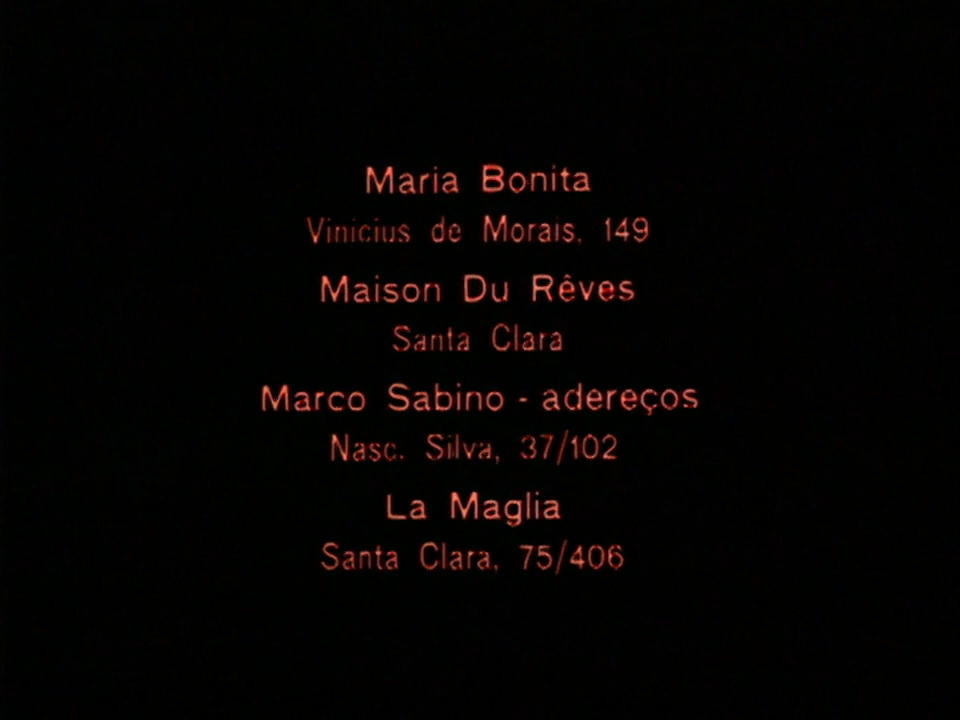 Maria Bonita
Vinicius de Morais, 149
Maison Du Rêves
Santa Clara
Marco Sabino - adereços
Nasc. Silva, 37/102
La Maglia
Santa Clara, 75/406